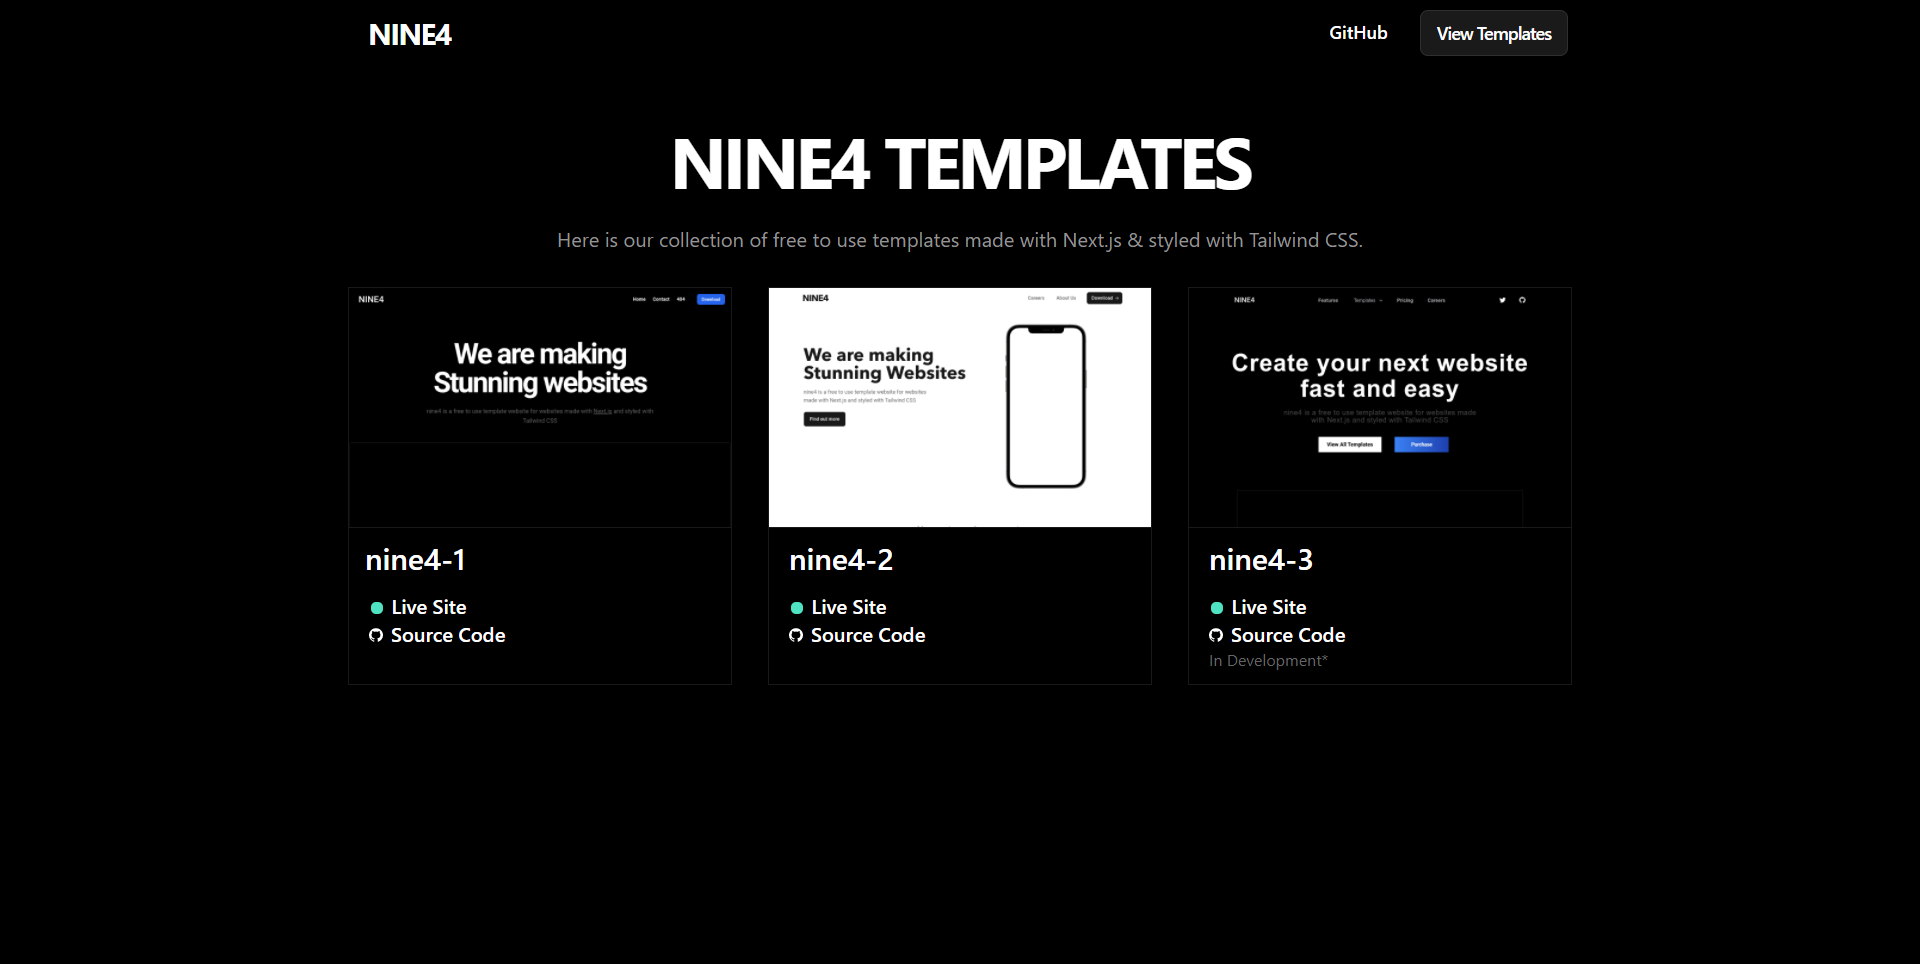 NINE4
GitHub
View Templates
NINE4 TEMPLATES
Here is our collection of free to use templates made with Next.js & styled with Tailwind CSS.
NINE4
Home Contact 404 Download
We are making
Stunning websites
nine4 is a free to use template website for websites made with Next.js and styled with
Tailwind CSS
nine4-1
Live Site
Source Code
NINE4
Careers About Us Download →
We are making
Stunning Websites
nine4 is a free to use template website for websites
made with Next.js and styled with Tailwind CSS
Find out more
nine4-2
Live Site
Source Code
NINE4
Features Templates Pricing Careers
Create your next website
fast and easy
nine4 is a free to use template website for websites made
with Next.js and styled with Tailwind CSS
View All Templates Purchase
nine4-3
Live Site
Source Code
In Development*